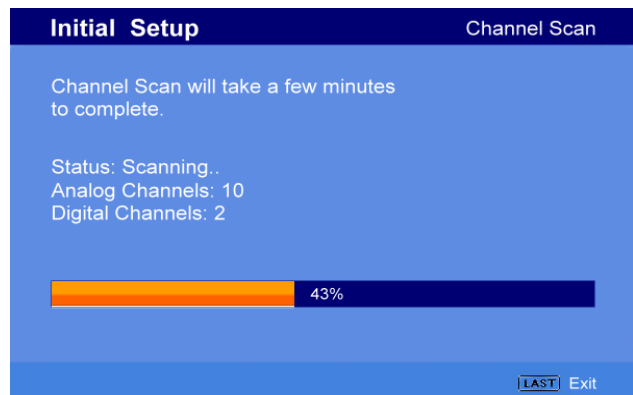 Initial Setup
Channel Scan
Channel Scan will take a few minutes
to complete.
Status: Scanning..
Analog Channels: 10
Digital Channels: 2
43%
LAST Exit